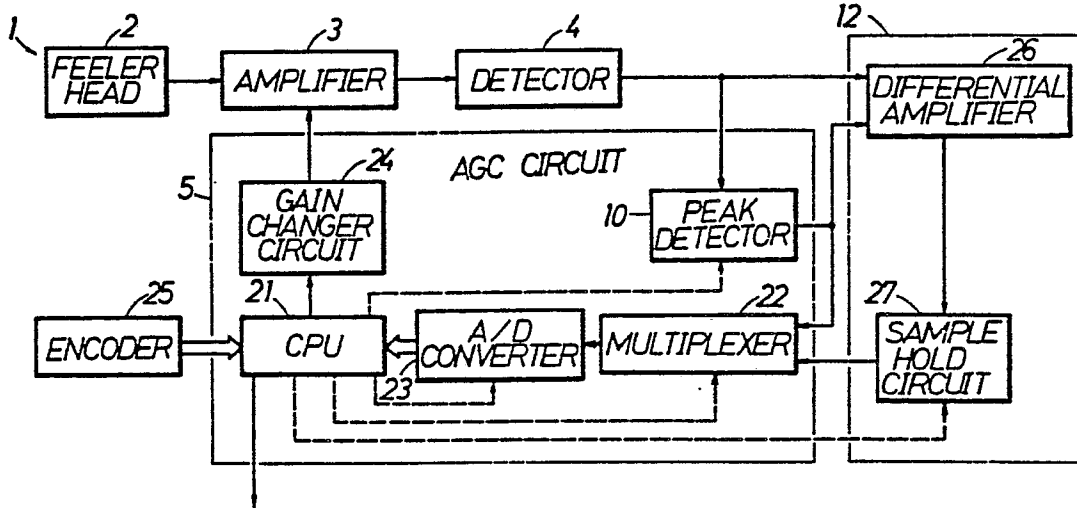 1
2
3
4
12
26
FEELER
HEAD
AMPLIFIER
DETECTOR
DIFFERENTIAL
AMPLIFIER
5
AGC CIRCUIT
24
GAIN
CHANGER
CIRCUIT
10
PEAK
DETECTOR
25
21
22
27
ENCODER
CPU
A/D
CONVERTER
23
MULTIPLEXER
SAMPLE
HOLD
CIRCUIT